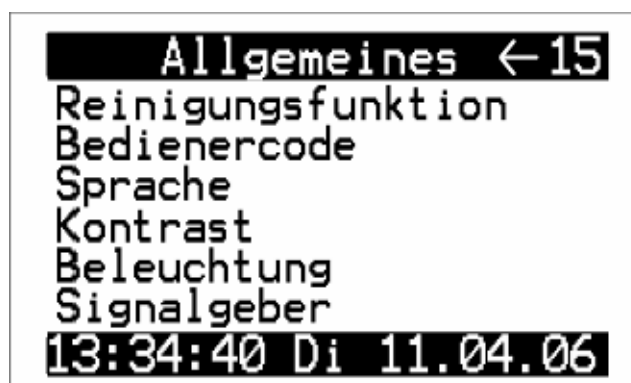 Allgemeines ←15
Reinigungsfunktion
Bedienercode
Sprache
Kontrast
Beleuchtung
Signalgeber
13:34:40 Di 11.04.06